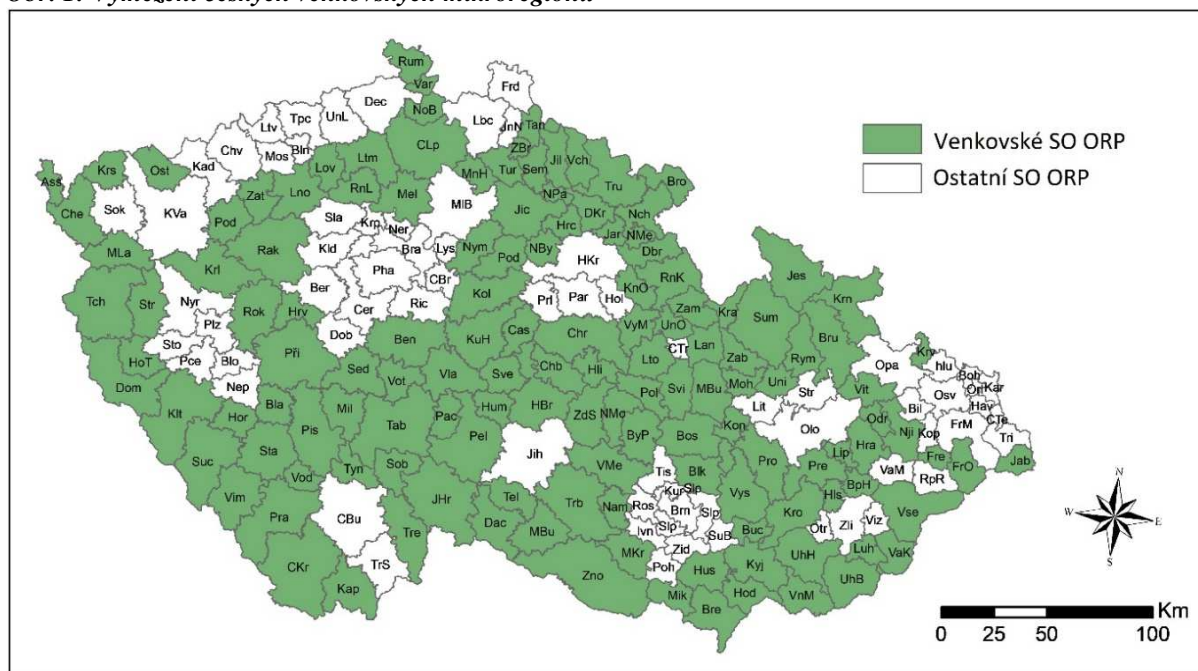 Venkovské SO ORP
Ostatní SO ORP
Rum
Var
Frd
Dec
NoB
Lbc
JnN
Tan
UnL
Tpc
Ltv
Bln
Mos
Chv
Kad
CLp
ZBr
Jil
Vch
Ltm
Lov
Tur
Sem
MnH
Tru
Bro
Ass
Krs
Ost
Che
Sok
KVa
Zat
Lno
RnL
Mel
MlB
NPa
Jic
DKr
Nch
Pod
Sla
Krp
Ner
Hrc
Jar
NMe
MLa
Rak
Kld
Bra
Lys
Nym
Pod
NBy
HKr
Dbr
Krl
Pha
CBr
KnO
RnK
Jes
Tch
Str
Nyr
Ber
Ric
Kol
Prl
Par
Hol
Krn
Plz
Rok
Hrv
Cer
Zam
Kra
Sum
Sto
Dob
Ben
KuH
Cas
Chr
VyM
UnO
CTr
Lan
Bru
HoT
Pce
Blo
Při
Lto
Zab
Rym
Opa
Krv
hlu
Boh
Kar
Nep
Sed
Vot
Vla
Sve
Chb
Hli
Svi
MBu
Moh
Uni
Str
Vit
Osv
Hav
Dom
Klt
Hor
Bla
Mil
Hum
HBr
Pol
Lit
Bil
CTe
Pis
Tab
Pac
ZdS
NMo
Kon
Olo
Odr
FrM
Tri
Sta
Pel
ByP
Bos
Nji
Kop
Suc
Vod
Tyn
Sob
Jih
Pro
Pre
Lip
Hra
Fre
FrO
Jab
Vim
VMe
Tis
Blk
VaM
RpR
JHr
Tel
Trb
Kur
Vys
BpH
Pra
CBu
Tre
Dac
MBu
Nam
Ros
Brn
Slp
Kro
Hls
Ivn
Slp
SuB
Buc
Otr
Zli
Viz
Vse
CKr
TrS
MKr
Zid
UhH
Luh
VaK
Kap
Zno
Poh
Hus
Kyj
UhB
Mik
Bre
Hod
VnM
N
W
E
S
Km
0 25 50 100